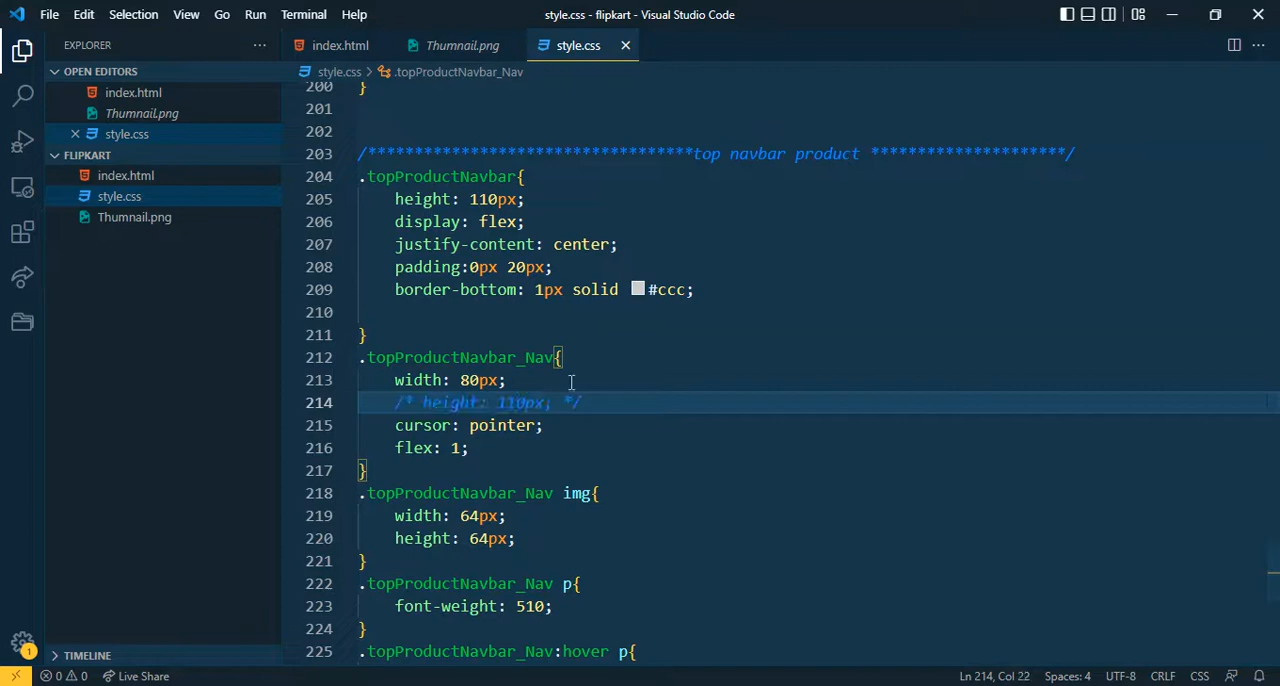 File Edit Selection View Go Run Terminal Help style.css - flipkart - Visual Studio Code
EXPLORER ··· index.html Thumnail.png style.css
OPEN EDITORS
style.css > .topProductNavbar_Nav
index.html
Thumnail.png
style.css
FLIPKART
index.html
style.css
Thumnail.png
200 }
201
202
203 /***********************************top navbar product *********************/
204 .topProductNavbar{
205 height: 110px;
206 display: flex;
207 justify-content: center;
208 padding:0px 20px;
209 border-bottom: 1px solid #ccc;
210
211 }
212 .topProductNavbar_Nav{
213 width: 80px;
214 /* height: 110px; */
215 cursor: pointer;
216 flex: 1;
217 }
218 .topProductNavbar_Nav img{
219 width: 64px;
220 height: 64px;
221 }
222 .topProductNavbar_Nav p{
223 font-weight: 510;
224 }
225 .topProductNavbar_Nav:hover p{
1
TIMELINE
0 0 Live Share Ln 214, Col 22 Spaces: 4 UTF-8 CRLF CSS